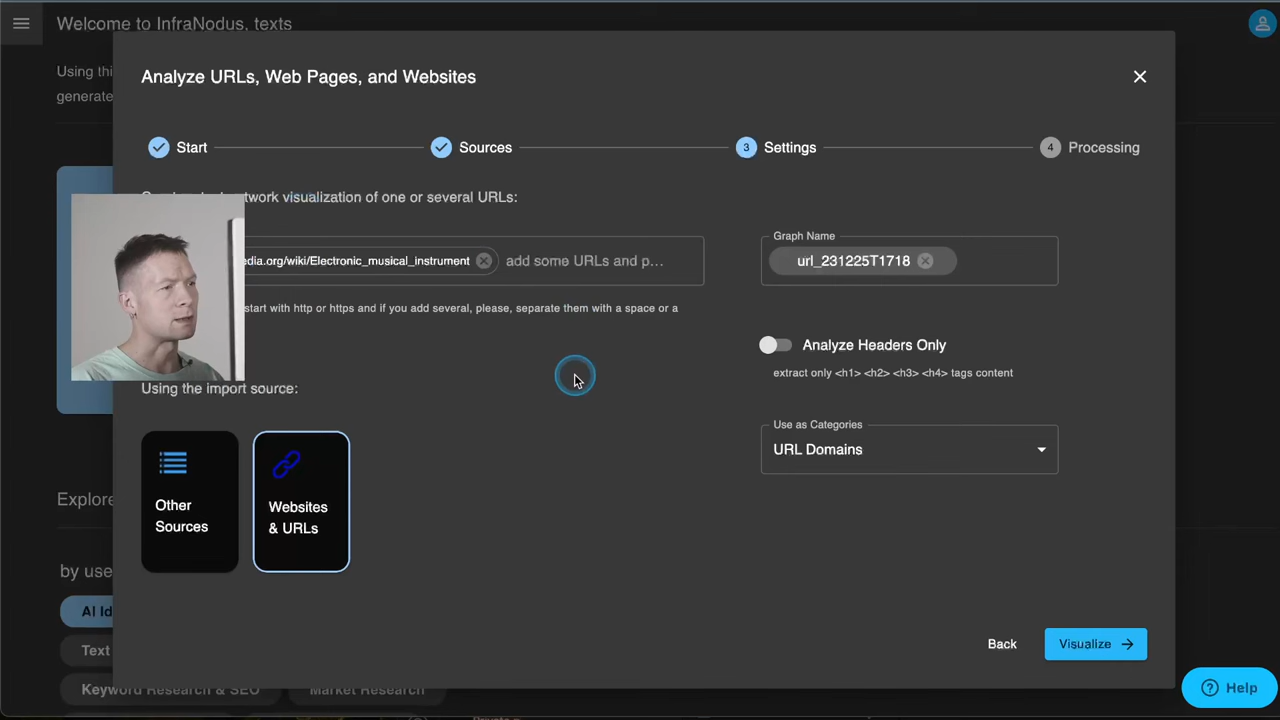 Welcome to InfraNodus, texts
Using thi
generate
Analyze URLs, Web Pages, and Websites
Start
Sources
3
Settings
4
Processing
visualization of one or several URLs:
Graph Name
edia.org/wiki/Electronic_musical_instrument
add some URLs and p...
url_231225T1718
start with http or https and if you add several, please, separate them with a space or a
Analyze Headers Only
extract only <h1> <h2> <h3> <h4> tags content
Using the import source:
Use as Categories
URL Domains
Other
Sources
Websites
& URLs
Explore
by use
AI Id
Text
Keyword Research & SEO
Market Research
Back
Visualize
Help